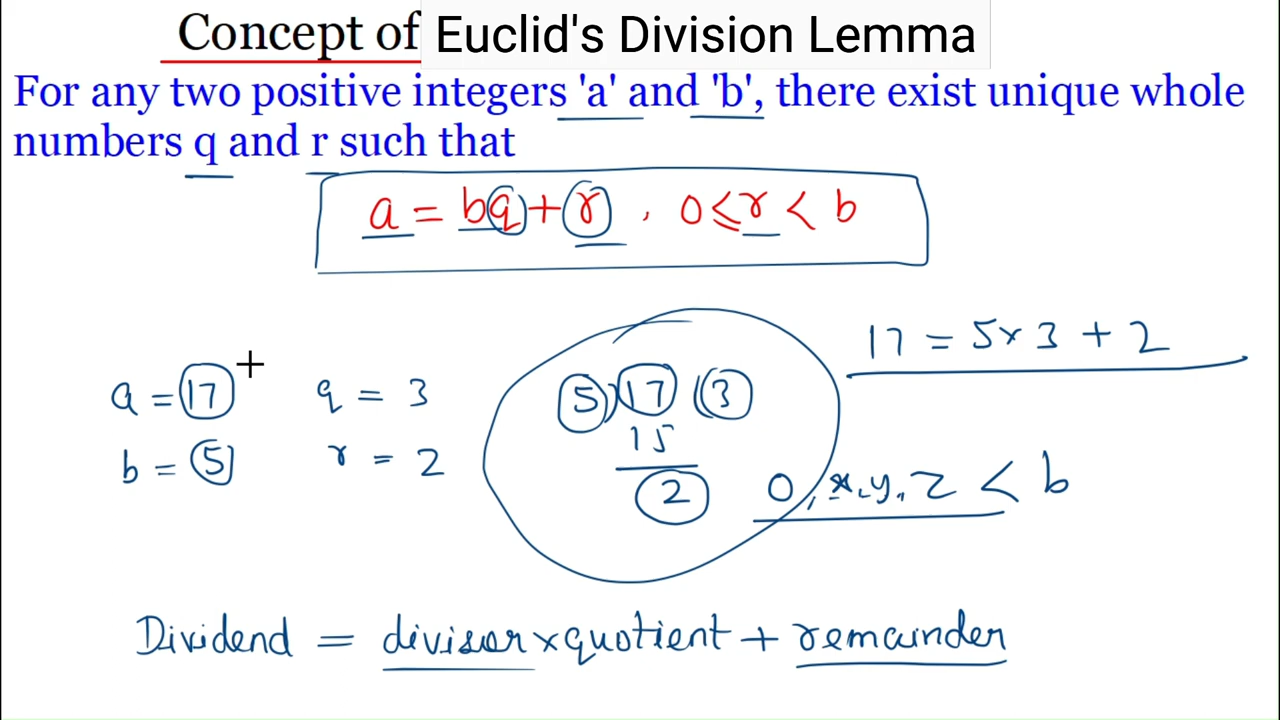 Concept of Euclid's Division Lemma
For any two positive integers 'a' and 'b', there exist unique whole
numbers q and r such that
a = bq + r , 0 ≤ r < b
17 = 5 x 3 + 2
a = 17 q = 3 5 ) 17 ( 3
15
b = 5 r = 2
2 0, x, y, z < b
Dividend = divisor x quotient + remainder